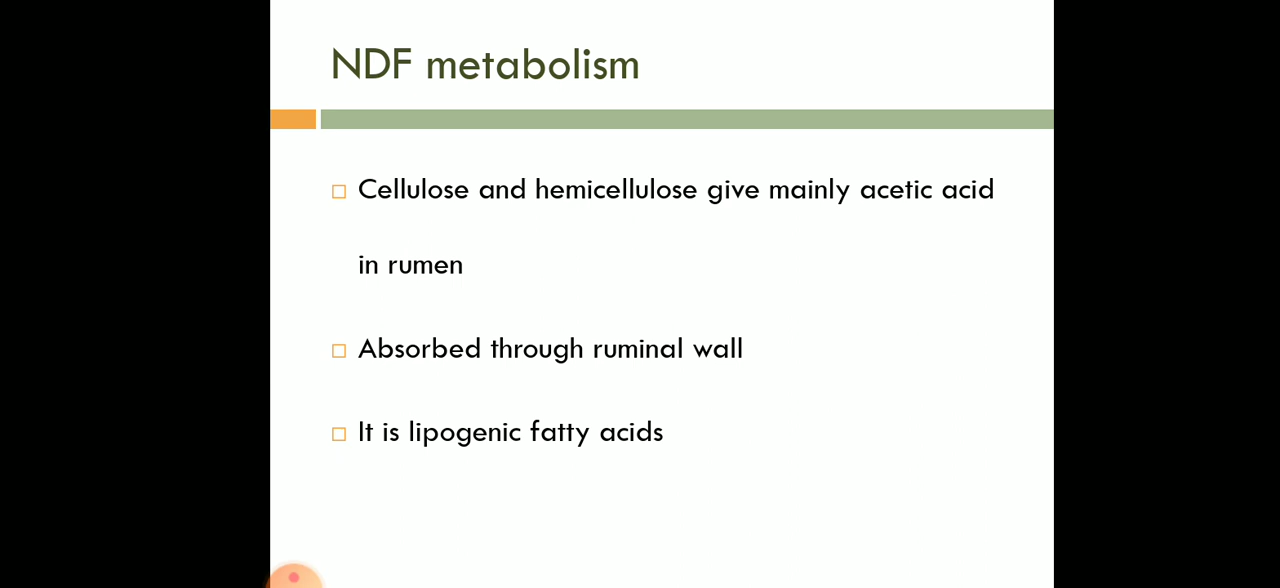 NDF metabolism
Cellulose and hemicellulose give mainly acetic acid
in rumen
Absorbed through ruminal wall
It is lipogenic fatty acids